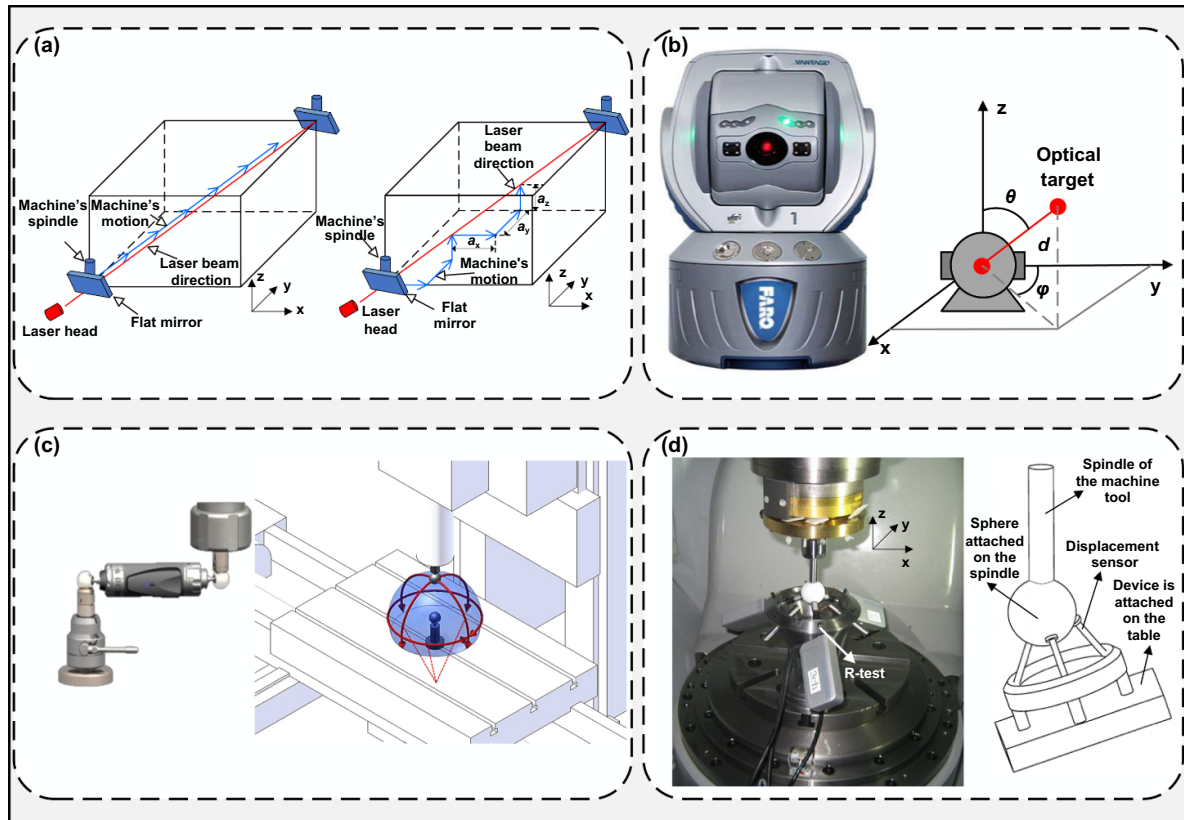 (a)
Machine's
spindle
Machine's
motion
Laser beam
direction
Laser head
Flat mirror
z
y
x
Laser
beam
direction
Machine's
spindle
a_z
a_y
a_x
Machine's
motion
Laser
head
Flat
mirror
z
y
x
(b)
VANTAGE
1
FARO
z
Optical
target
θ
d
φ
y
x
(c)
(d)
z
y
x
R-test
Spindle of
the machine
tool
Sphere
attached
on the
spindle
Displacement
sensor
Device is
attached
on the
table